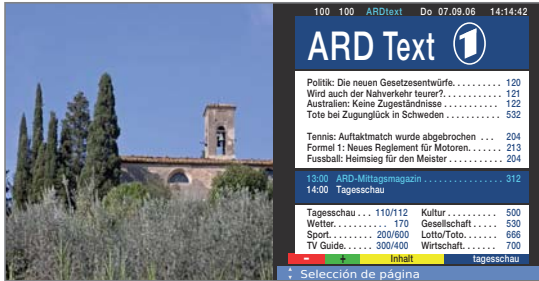 100 100 ARDtext Do 07.09.06 14:14:42
ARD Text 1
Politik: Die neuen Gesetzesentwürfe. . . . . . . . . . 120
Wird auch der Nahverkehr teurer?. . . . . . . . . . . 121
Australien: Keine Zugeständnisse . . . . . . . . . . . 122
Tote bei Zugunglück in Schweden . . . . . . . . . . . 532
Tennis: Auftaktmatch wurde abgebrochen . . . 204
Formel 1: Neues Reglement für Motoren. . . . . . . 213
Fussball: Heimsieg für den Meister . . . . . . . . . . . 204
13:00 ARD-Mittagsmagazin . . . . . . . . . . . . . . . 312
14:00 Tagesschau
Tagesschau . . . 110/112 Kultur . . . . . . . . . . 500
Wetter. . . . . . . . . . 170 Gesellschaft . . . . . 530
Sport. . . . . . . . . 200/600 Lotto/Toto. . . . . . 666
TV Guide. . . . . . 300/400 Wirtschaft. . . . . . . 700
- + Inhalt tagesschau
Selección de página